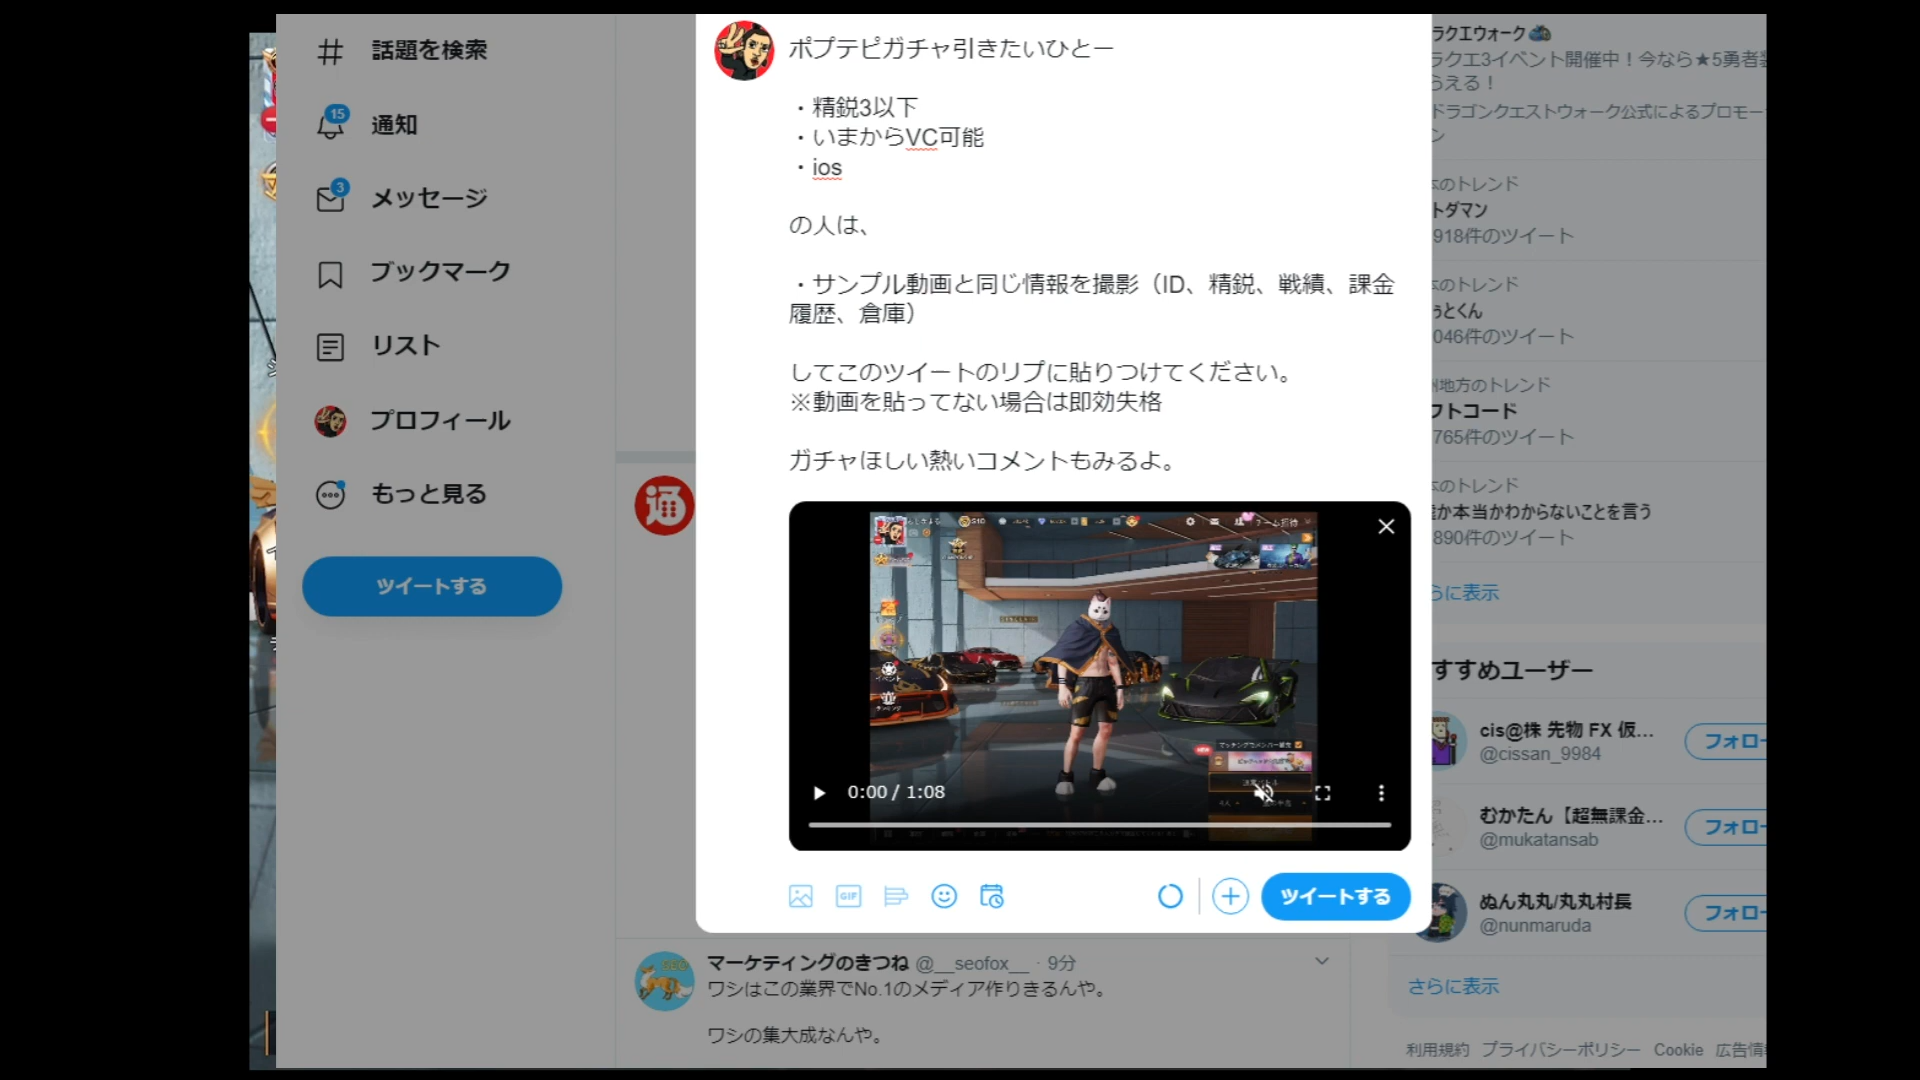 話題を検索
15
通知
3
メッセージ
ブックマーク
リスト
プロフィール
もっと見る
ツイートする
ポプテピガチャ引きたいひとー
・精鋭3以下
・いまからVC可能
・ios
の人は、
・サンプル動画と同じ情報を撮影（ID、精鋭、戦績、課金
履歴、倉庫）
してこのツイートのリプに貼りつけてください。
※動画を貼ってない場合は即効失格
ガチャほしい熱いコメントもみるよ。
チーム招待
イベント
ランキング
0:00 / 1:08
GIF
ツイートする
通
マーケティングのきつね @__seofox__ · 9分
ワシはこの業界でNo.1のメディア作りきるんや。
ワシの集大成なんや。
ラクエウォーク
ラクエ3イベント開催中！今なら★5勇者
らえる！
ドラゴンクエストウォーク公式によるプロモー
ン
のトレンド
トダマン
918件のツイート
のトレンド
うとくん
046件のツイート
地方のトレンド
フトコード
765件のツイート
のトレンド
か本当かわからないことを言う
890件のツイート
らに表示
すすめユーザー
cis@株 先物 FX 仮...
@cissan_9984
フォロー
むかたん【超無課金...
@mukatansab
フォロー
ぬん丸丸/丸丸村長
@nunmaruda
フォロー
さらに表示
利用規約 プライバシーポリシー Cookie 広告情